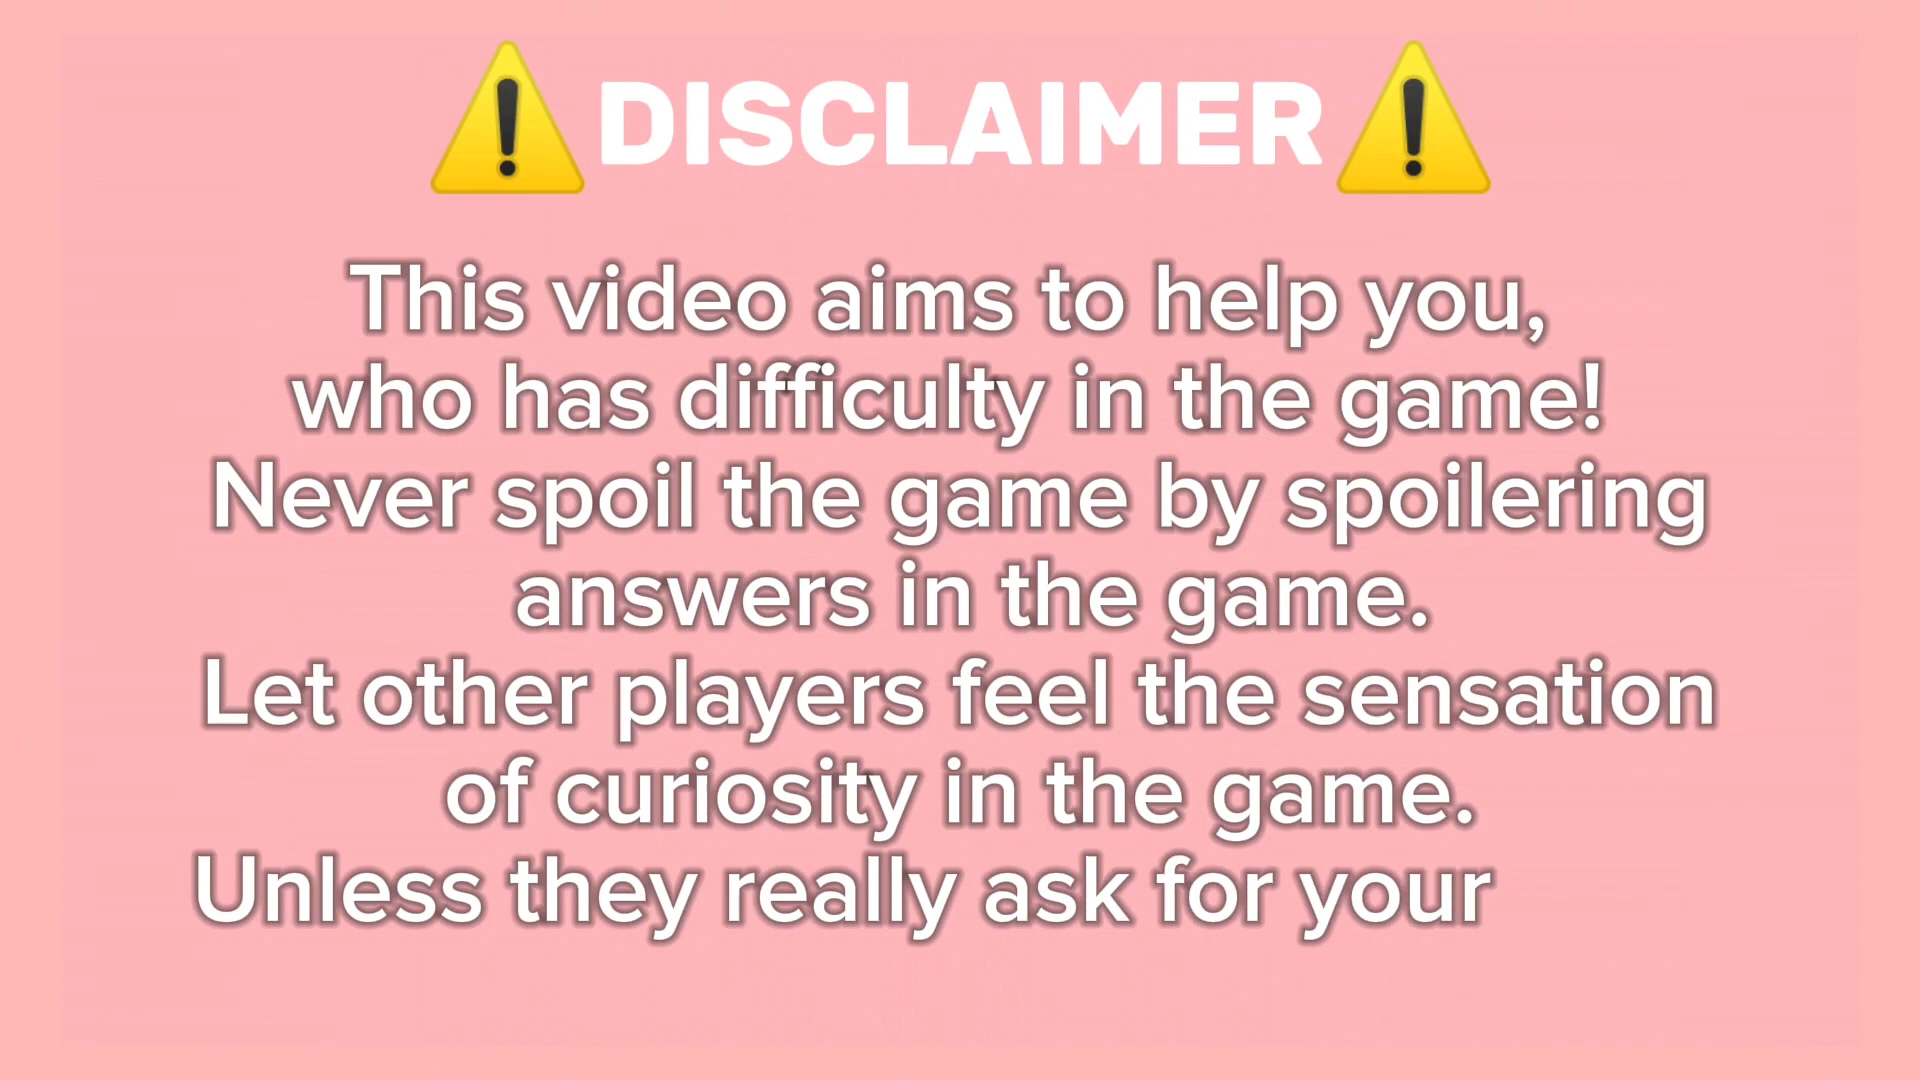 ⚠️DISCLAIMER⚠️
This video aims to help you,
who has difficulty in the game!
Never spoil the game by spoilering
answers in the game.
Let other players feel the sensation
of curiosity in the game.
Unless they really ask for your